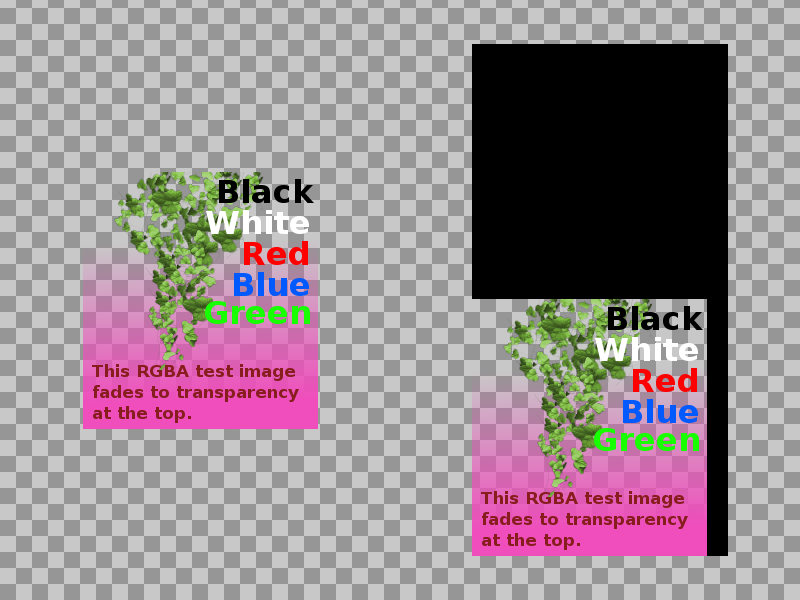 Black
White
Red
Blue
Green
This RGBA test image
fades to transparency
at the top.
Black
White
Red
Blue
Green
This RGBA test image
fades to transparency
at the top.